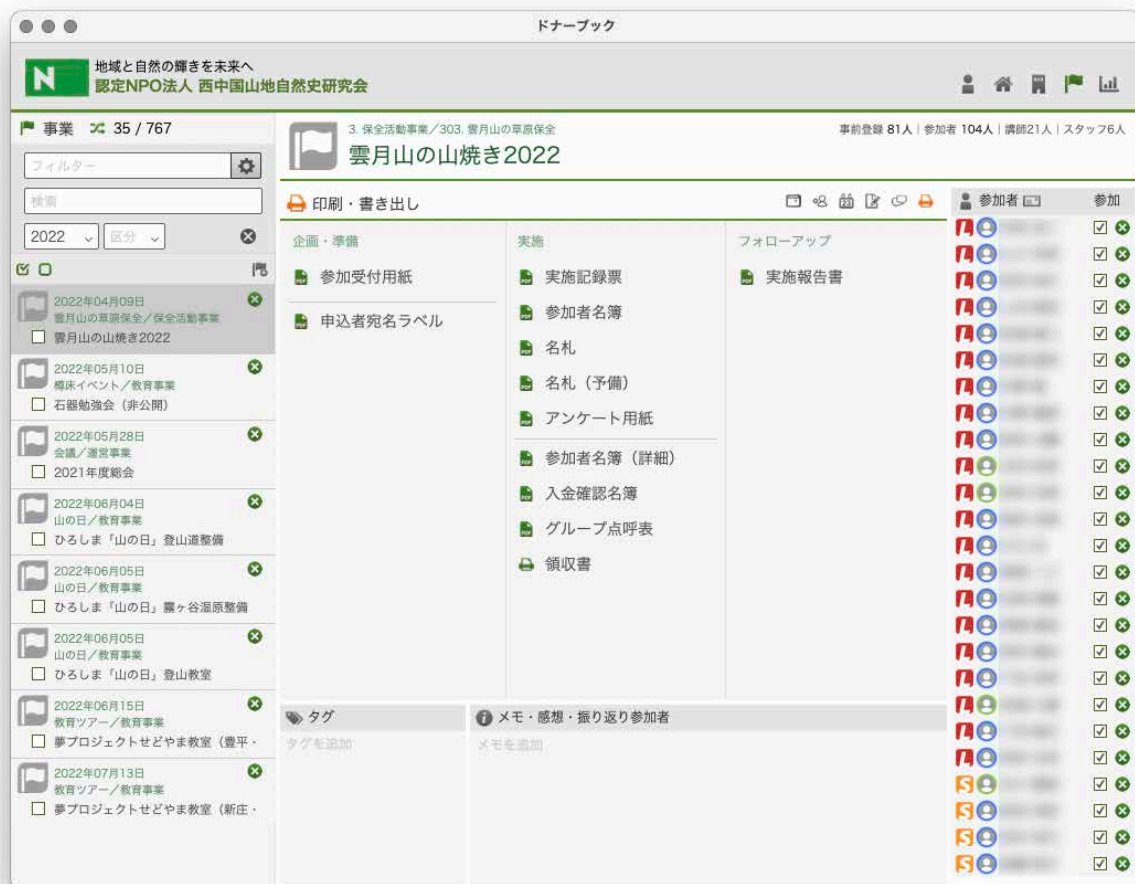 ドナーブック
N
地域と自然の輝きを未来へ
認定NPO法人 西中国山地自然史研究会
事業 35 / 767
フィルター
検索
2022 区分
2022年04月09日
雲月山の草原保全／保全活動事業
雲月山の山焼き2022
2022年05月10日
樽床イベント／教育事業
石器勉強会（非公開）
2022年05月28日
会議／運営事業
2021年度総会
2022年06月04日
山の日／教育事業
ひろしま「山の日」登山道整備
2022年06月05日
山の日／教育事業
ひろしま「山の日」霧ヶ谷湿原整備
2022年06月05日
山の日／教育事業
ひろしま「山の日」登山教室
2022年06月15日
教育ツアー／教育事業
夢プロジェクトせどやま教室（豊平・
2022年07月13日
教育ツアー／教育事業
夢プロジェクトせどやま教室（新庄・
3. 保全活動事業／303. 雲月山の草原保全
雲月山の山焼き2022
事前登録 81人｜参加者 104人｜講師21人｜スタッフ6人
印刷・書き出し
23
企画・準備
参加受付用紙
申込者宛名ラベル
実施
実施記録票
参加者名簿
名札
名札（予備）
アンケート用紙
参加者名簿（詳細）
入金確認名簿
グループ点呼表
領収書
フォローアップ
実施報告書
タグ
タグを追加
メモ・感想・振り返り参加者
メモを追加
参加者 参加
S
S
S
S